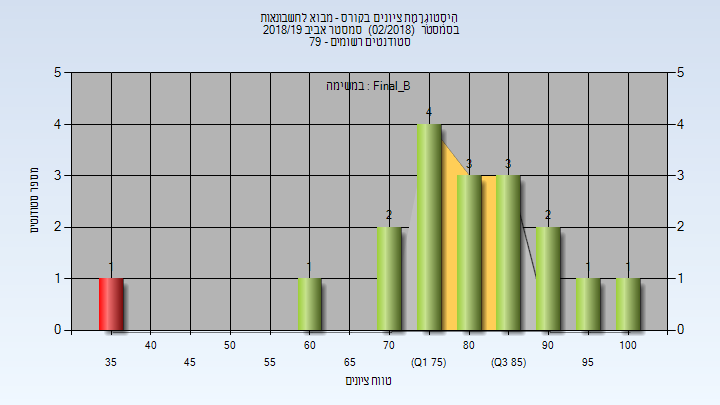 היסטוגרמת ציונים בקורס - מבוא לחשבונאות
בסמסטר (02/2018) סמסטר אביב 2018/19
סטודנטים רשומים - 79
במשימה : Final_B
מספר סטודנטים
5 5
4 4
3 3
2 2
1 1
0 0
1 1 2 4 3 3 2 1 1
40 50 60 70 80 90 100
35 45 55 65 (Q1 75) (Q3 85) 95
טווח ציונים